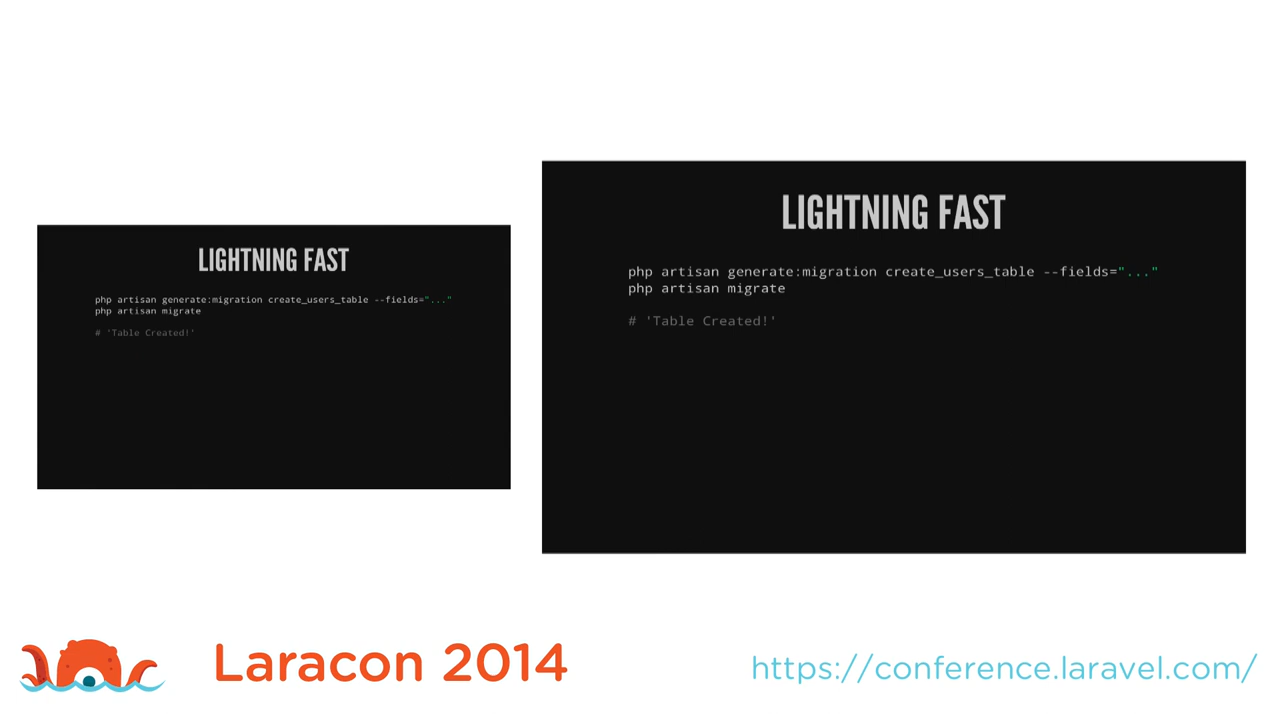 LIGHTNING FAST
php artisan generate:migration create_users_table --fields="..."
php artisan migrate
# 'Table Created!'
LIGHTNING FAST
php artisan generate:migration create_users_table --fields="..."
php artisan migrate
# 'Table Created!'
Laracon 2014
https://conference.laravel.com/